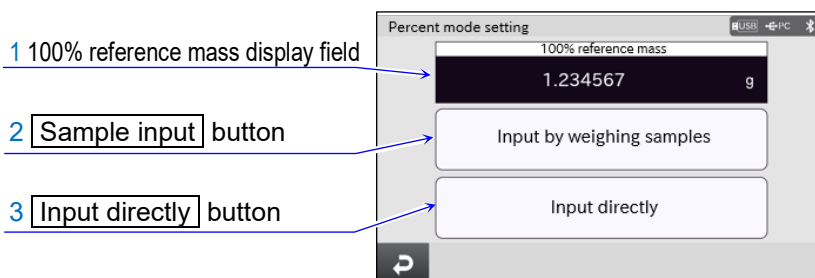 Percent mode setting
USB PC
1 100% reference mass display field
100% reference mass
1.234567 g
2 Sample input button
Input by weighing samples
3 Input directly button
Input directly